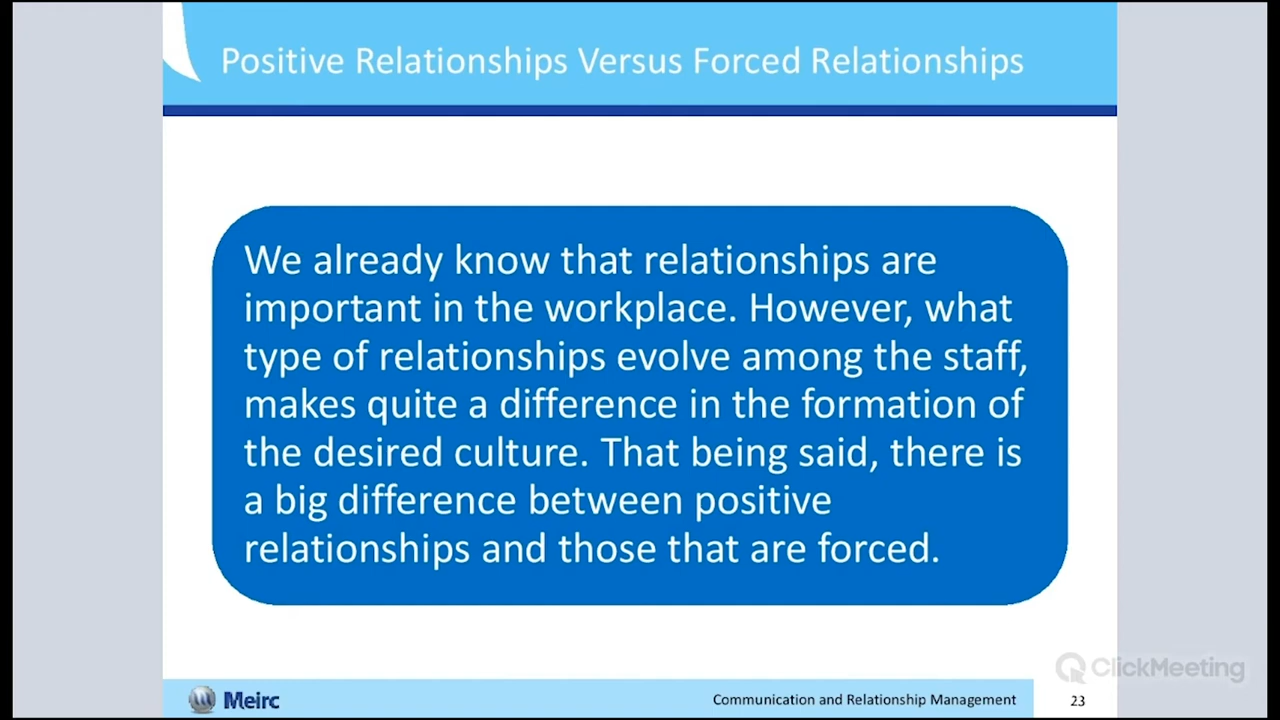 Positive Relationships Versus Forced Relationships
We already know that relationships are
important in the workplace. However, what
type of relationships evolve among the staff,
makes quite a difference in the formation of
the desired culture. That being said, there is
a big difference between positive
relationships and those that are forced.
ClickMeeting
Meirc
Communication and Relationship Management
23